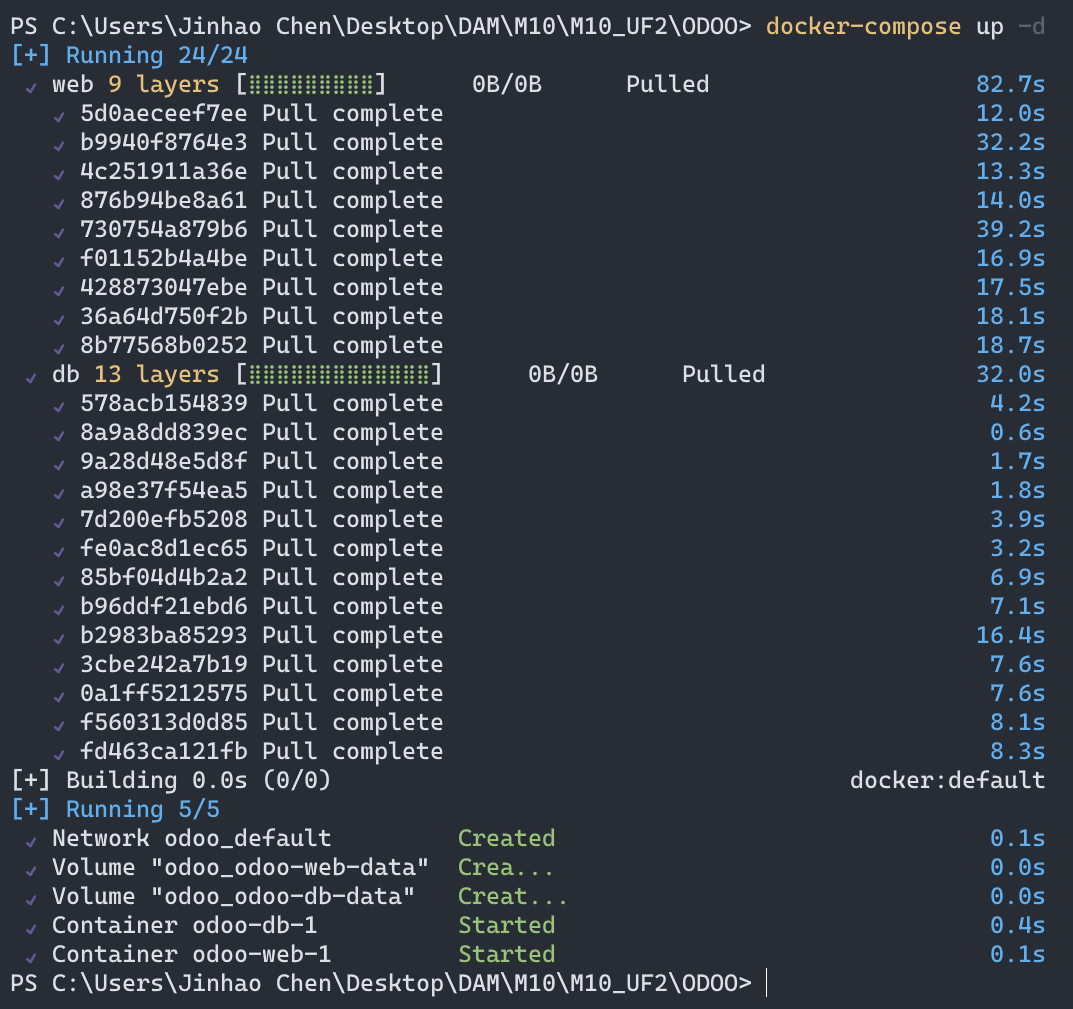 PS C:\Users\Jinhao Chen\Desktop\DAM\M10\M10_UF2\ODOO> docker-compose up -d
[+] Running 24/24
✔ web 9 layers [⣿⣿⣿⣿⣿⣿⣿⣿⣿] 0B/0B Pulled 82.7s
✔ 5d0aeceef7ee Pull complete 12.0s
✔ b9940f8764e3 Pull complete 32.2s
✔ 4c251911a36e Pull complete 13.3s
✔ 876b94be8a61 Pull complete 14.0s
✔ 730754a879b6 Pull complete 39.2s
✔ f01152b4a4be Pull complete 16.9s
✔ 428873047ebe Pull complete 17.5s
✔ 36a64d750f2b Pull complete 18.1s
✔ 8b77568b0252 Pull complete 18.7s
✔ db 13 layers [⣿⣿⣿⣿⣿⣿⣿⣿⣿⣿⣿⣿⣿] 0B/0B Pulled 32.0s
✔ 578acb154839 Pull complete 4.2s
✔ 8a9a8dd839ec Pull complete 0.6s
✔ 9a28d48e5d8f Pull complete 1.7s
✔ a98e37f54ea5 Pull complete 1.8s
✔ 7d200efb5208 Pull complete 3.9s
✔ fe0ac8d1ec65 Pull complete 3.2s
✔ 85bf04d4b2a2 Pull complete 6.9s
✔ b96ddf21ebd6 Pull complete 7.1s
✔ b2983ba85293 Pull complete 16.4s
✔ 3cbe242a7b19 Pull complete 7.6s
✔ 0a1ff5212575 Pull complete 7.6s
✔ f560313d0d85 Pull complete 8.1s
✔ fd463ca121fb Pull complete 8.3s
[+] Building 0.0s (0/0) docker:default
[+] Running 5/5
✔ Network odoo_default Created 0.1s
✔ Volume "odoo_odoo-web-data" Crea... 0.0s
✔ Volume "odoo_odoo-db-data" Creat... 0.0s
✔ Container odoo-db-1 Started 0.4s
✔ Container odoo-web-1 Started 0.1s
PS C:\Users\Jinhao Chen\Desktop\DAM\M10\M10_UF2\ODOO>